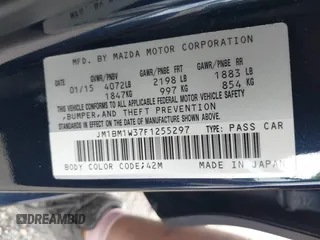 MFD. BY MAZDA MOTOR CORPORATION
GVWR/PNBV GAWR/PNBE FRT GAWR/PNBE RR
01/15 4072LB 2198 LB 1883 LB
1847KG 997 KG 854 KG
THIS VEHICLE CONFORMS TO ALL APPLICABLE FEDERAL MOTOR VEHICLE SAFETY
,BUMPER,AND THEFT PREVENTION
STANDARDS IN EFFECT ON THE DATE OF MANUFACTURE SHOWN ABOVE.
JM1BM1W37F1255297 TYPE: PASS CAR
BODY COLOR CODE;42M
MADE IN JAPAN
DREAMBID